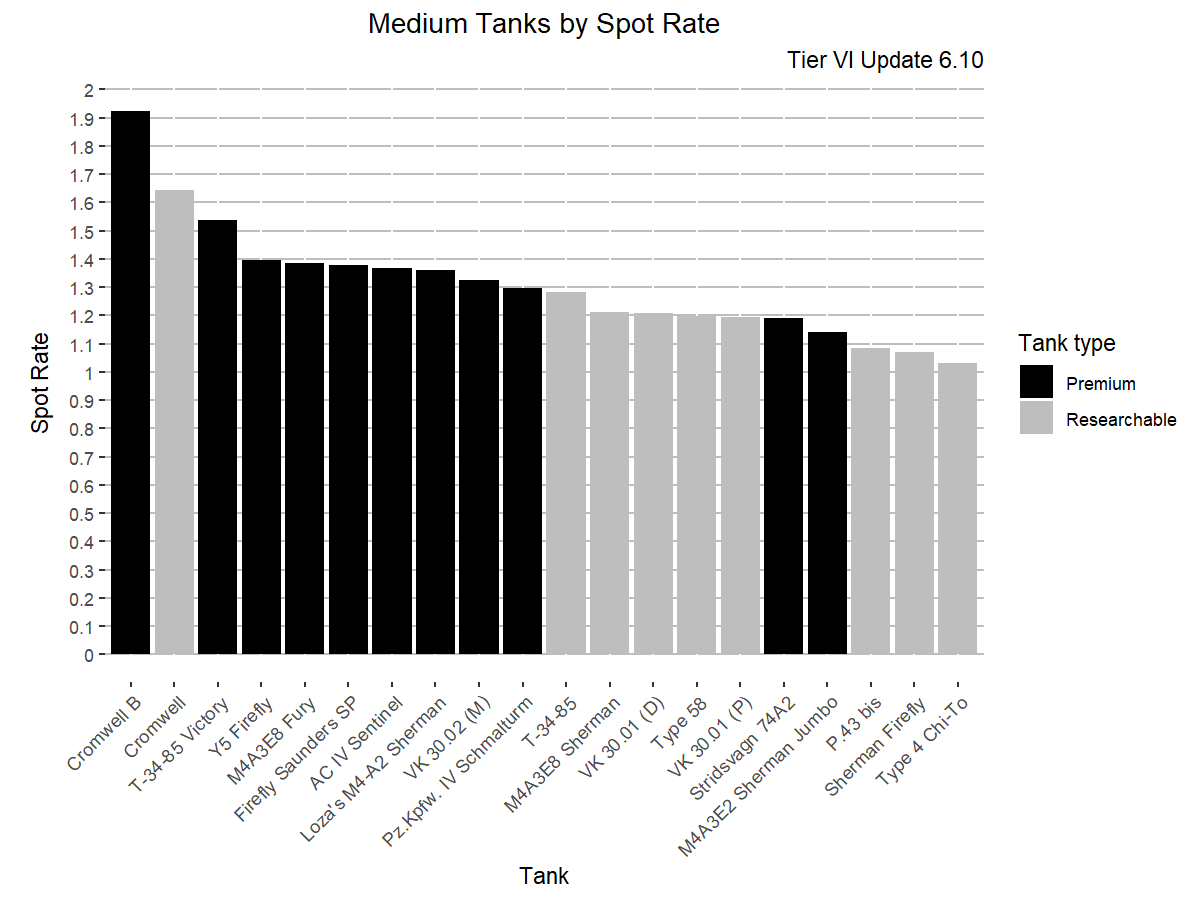 Medium Tanks by Spot Rate
Tier VI Update 6.10
2
1.9
1.8
1.7
1.6
1.5
1.4
1.3
1.2
1.1
1
0.9
0.8
0.7
0.6
0.5
0.4
0.3
0.2
0.1
0
Spot Rate
Cromwell B
Cromwell
T-34-85 Victory
Y5 Firefly
M4A3E8 Fury
Firefly Saunders SP
AC IV Sentinel
Loza's M4-A2 Sherman
VK 30.02 (M)
Pz.Kpfw. IV Schmalturm
T-34-85
M4A3E8 Sherman
VK 30.01 (D)
Type 58
VK 30.01 (P)
Stridsvagn 74A2
M4A3E2 Sherman Jumbo
P.43 bis
Sherman Firefly
Type 4 Chi-To
Tank
Tank type
Premium
Researchable